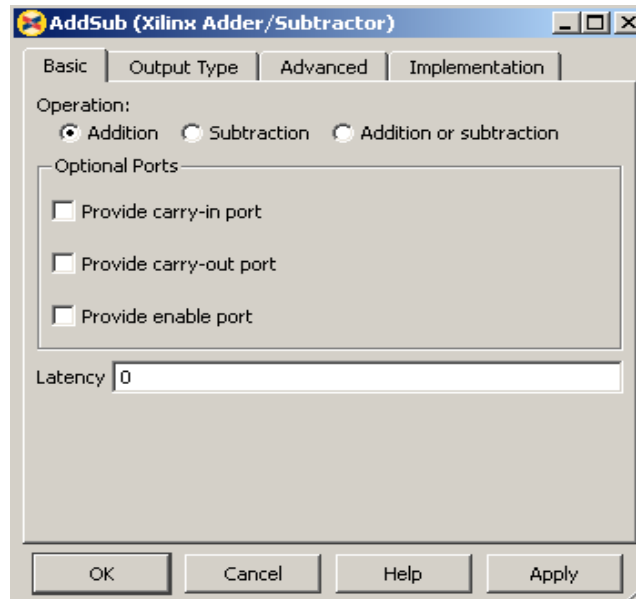 AddSub (Xilinx Adder/Subtractor)
Basic Output Type Advanced Implementation
Operation:
Addition Subtraction Addition or subtraction
Optional Ports
Provide carry-in port
Provide carry-out port
Provide enable port
Latency 0
OK Cancel Help Apply